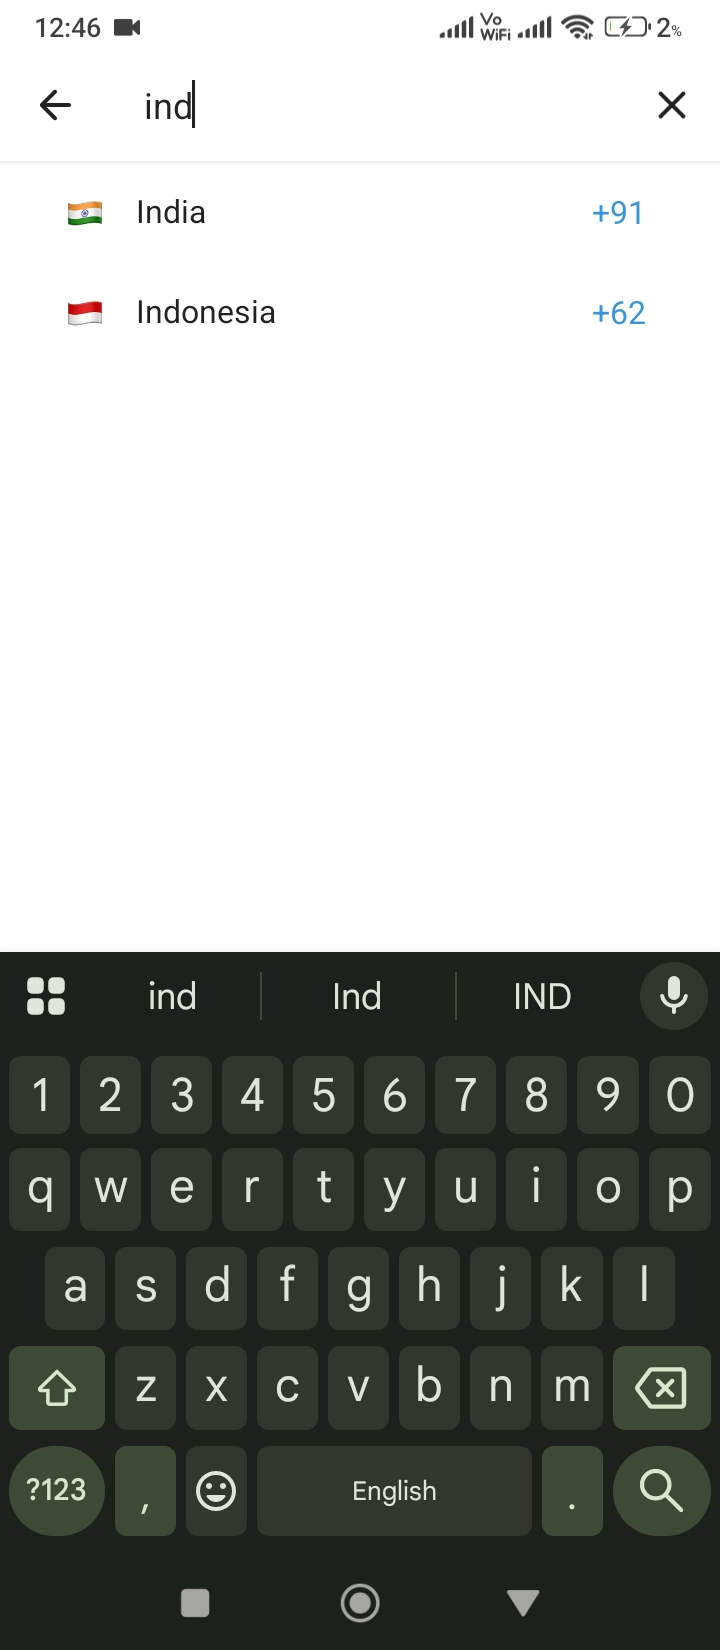 12:46 Vo WiFi 2%
ind
India +91
Indonesia +62
ind Ind IND
1 2 3 4 5 6 7 8 9 0
q w e r t y u i o p
a s d f g h j k l
z x c v b n m
?123 , English .